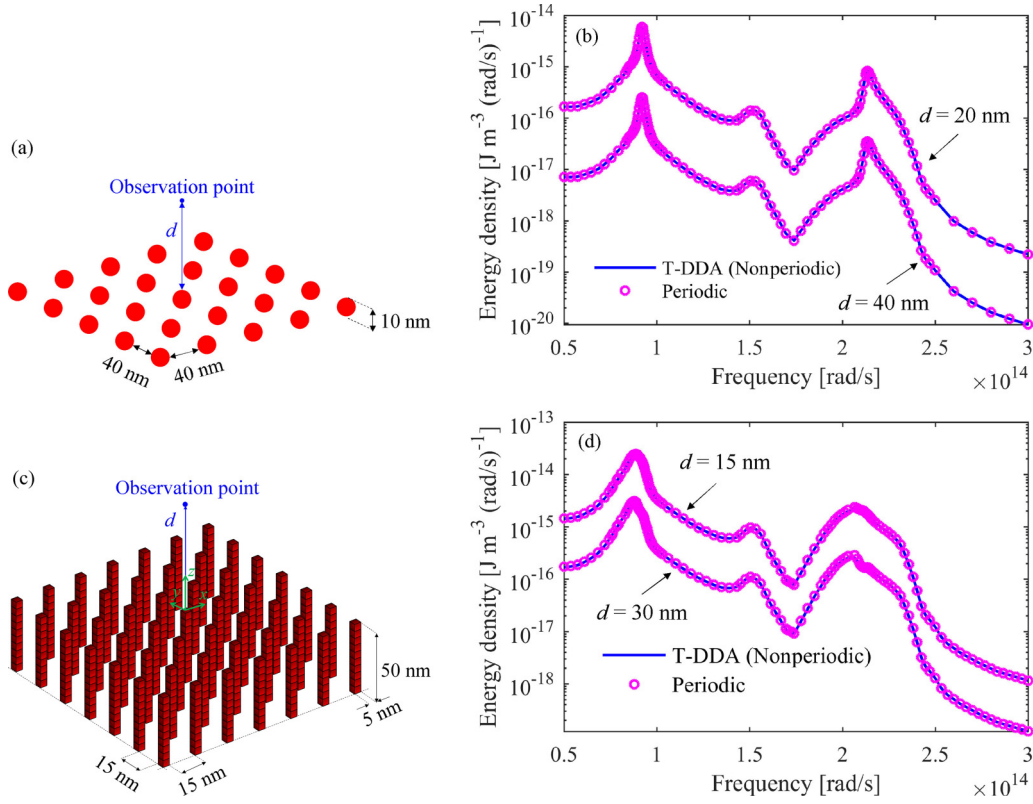 (a)
Observation point
d
10 nm
40 nm
40 nm
(b)
10⁻¹⁴
10⁻¹⁵
10⁻¹⁶
10⁻¹⁷
10⁻¹⁸
10⁻¹⁹
10⁻²⁰
Energy density [J m⁻³ (rad/s)⁻¹]
d = 20 nm
d = 40 nm
T-DDA (Nonperiodic)
Periodic
0.5 1 1.5 2 2.5 3
Frequency [rad/s]
×10¹⁴
(c)
Observation point
d
z
x
50 nm
5 nm
15 nm
15 nm
(d)
10⁻¹³
10⁻¹⁴
10⁻¹⁵
10⁻¹⁶
10⁻¹⁷
10⁻¹⁸
Energy density [J m⁻³ (rad/s)⁻¹]
d = 15 nm
d = 30 nm
T-DDA (Nonperiodic)
Periodic
0.5 1 1.5 2 2.5 3
Frequency [rad/s]
×10¹⁴